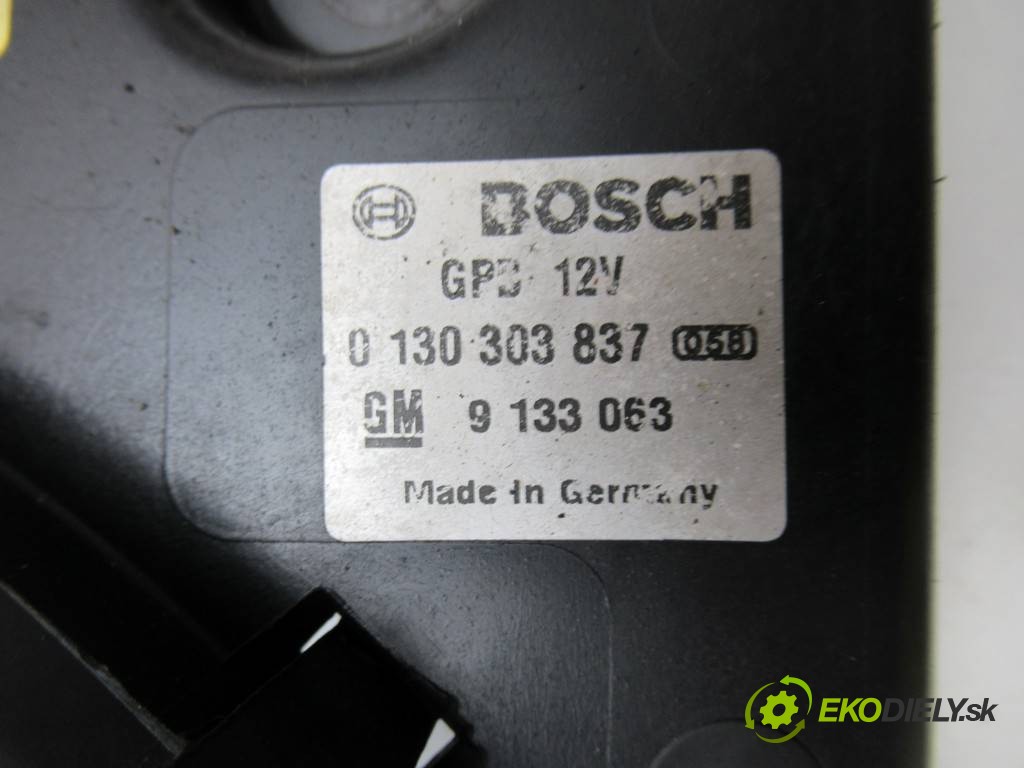 BOSCH
GPB 12V
0 130 303 837 058
GM 9 133 063
Made in Germany
EKODIELY.sk